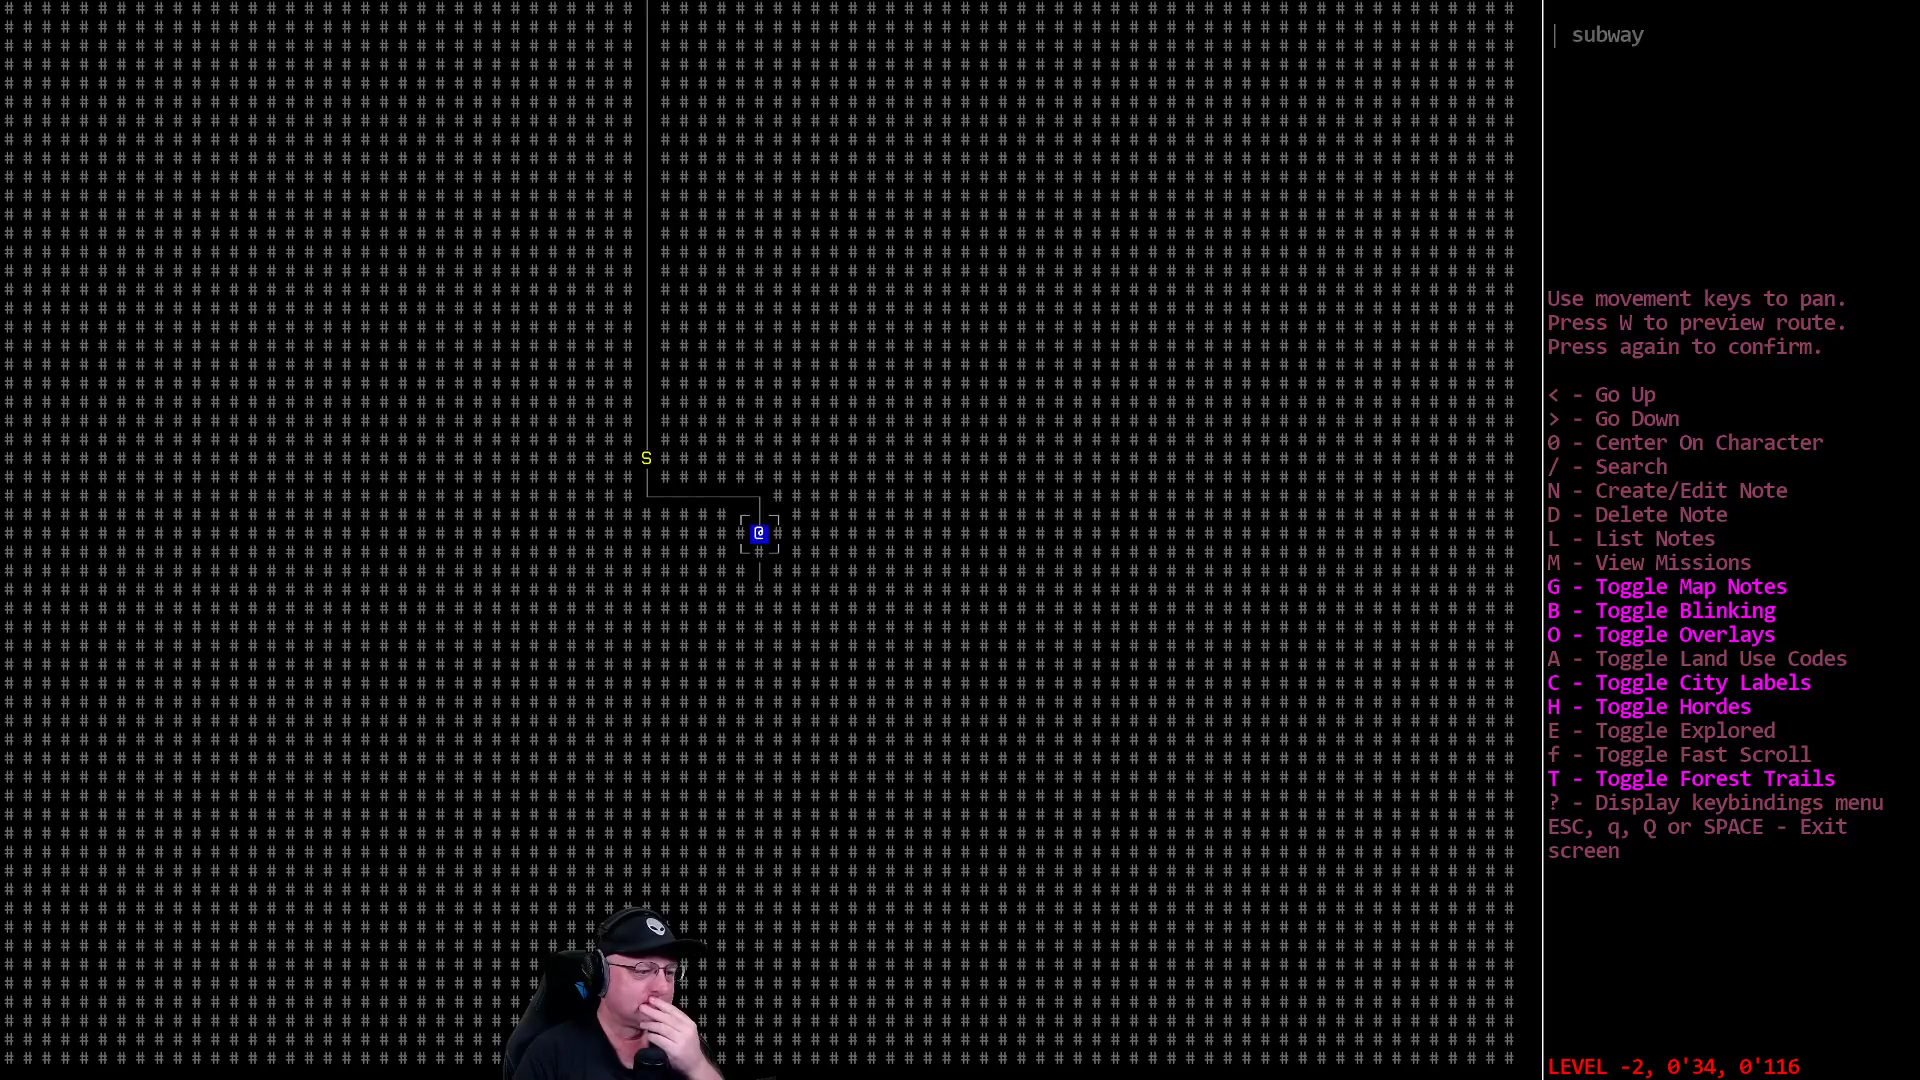 | subway
Use movement keys to pan.
Press W to preview route.
Press again to confirm.
< - Go Up
> - Go Down
0 - Center On Character
/ - Search
N - Create/Edit Note
D - Delete Note
L - List Notes
M - View Missions
G - Toggle Map Notes
B - Toggle Blinking
O - Toggle Overlays
A - Toggle Land Use Codes
C - Toggle City Labels
H - Toggle Hordes
E - Toggle Explored
f - Toggle Fast Scroll
T - Toggle Forest Trails
? - Display keybindings menu
ESC, q, Q or SPACE - Exit
screen
LEVEL -2, 0'34, 0'116
S
@